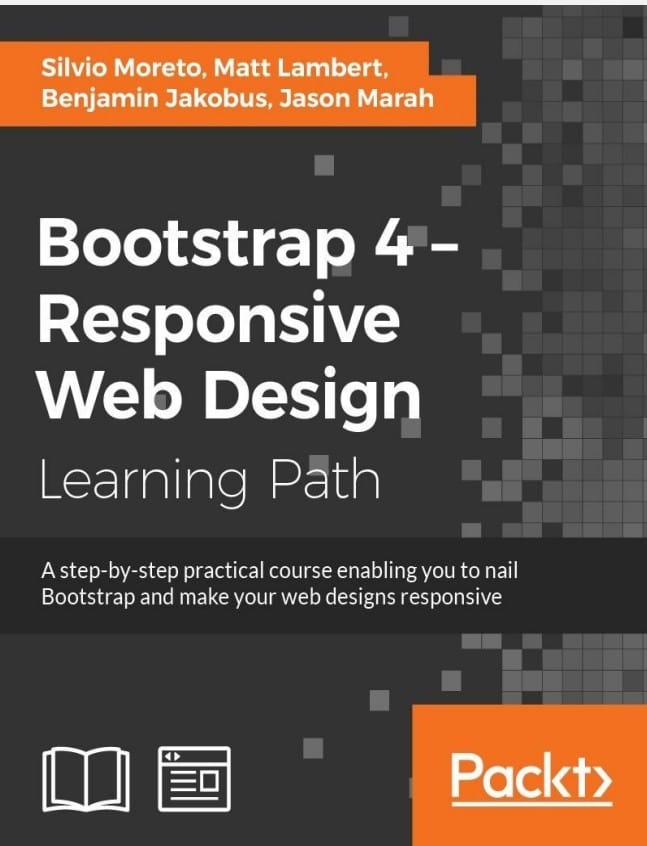 Silvio Moreto, Matt Lambert,
Benjamin Jakobus, Jason Marah
Bootstrap 4 –
Responsive
Web Design
Learning Path
A step-by-step practical course enabling you to nail
Bootstrap and make your web designs responsive
Packt>